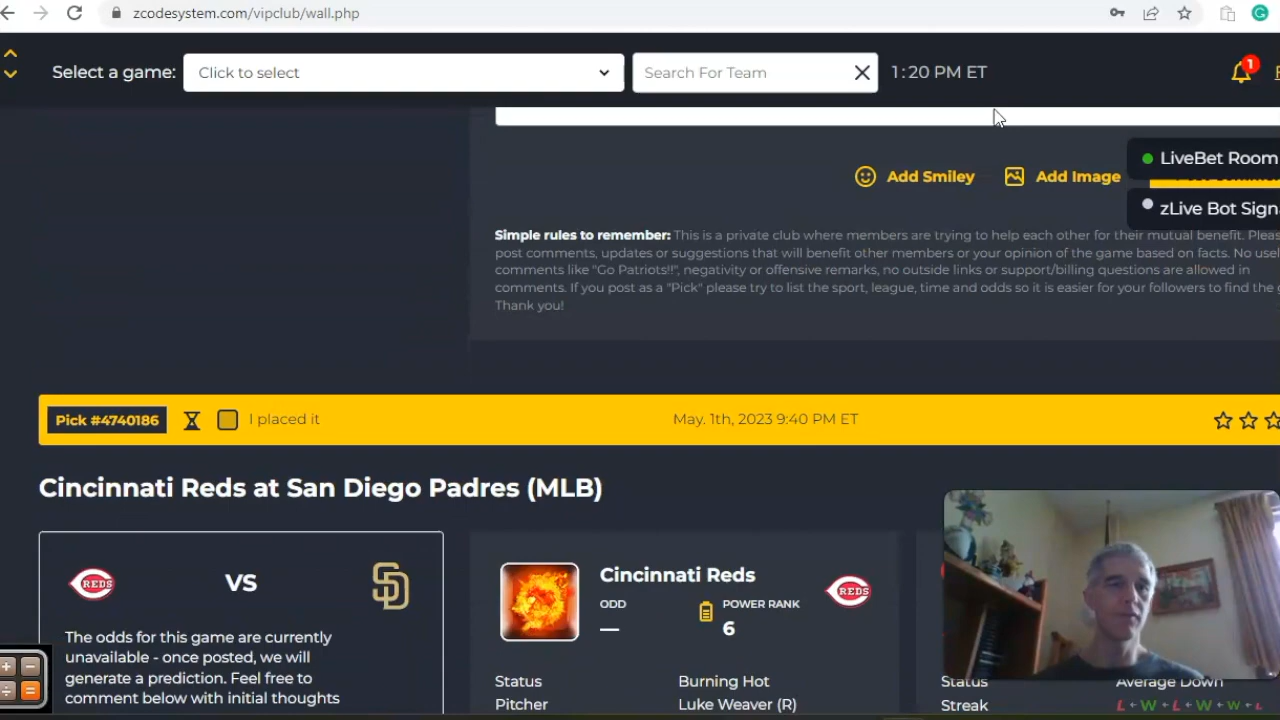 zcodesystem.com/vipclub/wall.php
Select a game:
Click to select
Search For Team
1:20 PM ET
1
LiveBet Room
Add Smiley
Add Image
zLive Bot Sign
Simple rules to remember: This is a private club where members are trying to help each other for their mutual benefit. Pleas
post comments, updates or suggestions that will benefit other members or your opinion of the game based on facts. No usel
comments like "Go Patriots!!", negativity or offensive remarks, no outside links or support/billing questions are allowed in
comments. If you post as a "Pick" please try to list the sport, league, time and odds so it is easier for your followers to find the g
Thank you!
Pick #4740186
I placed it
May. 1th, 2023 9:40 PM ET
Cincinnati Reds at San Diego Padres (MLB)
REDS
VS
SD
The odds for this game are currently
unavailable - once posted, we will
generate a prediction. Feel free to
comment below with initial thoughts
Cincinnati Reds
REDS
ODD
—
POWER RANK
6
Status
Burning Hot
Pitcher
Luke Weaver (R)
Status
Average Down
Streak
L W L W W L